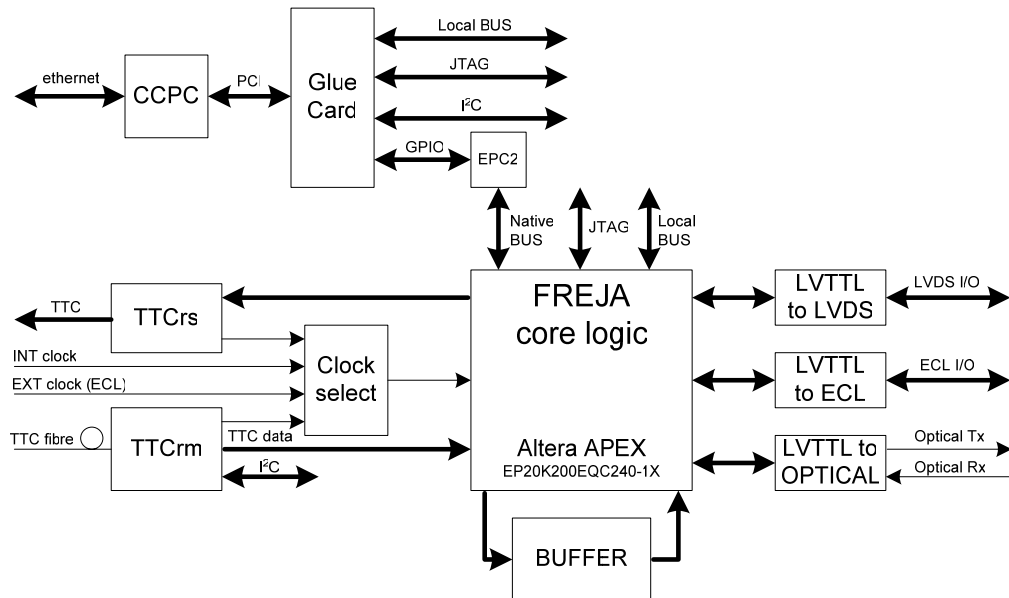 Local BUS
ethernet
CCPC
PCI
Glue
Card
JTAG
I²C
GPIO
EPC2
Native
BUS
JTAG
Local
BUS
TTC
TTCrs
INT clock
EXT clock (ECL)
TTC fibre
TTCrm
Clock
select
TTC data
I²C
FREJA
core logic
Altera APEX
EP20K200EQC240-1X
BUFFER
LVTTL
to LVDS
LVDS I/O
LVTTL
to ECL
ECL I/O
LVTTL to
OPTICAL
Optical Tx
Optical Rx